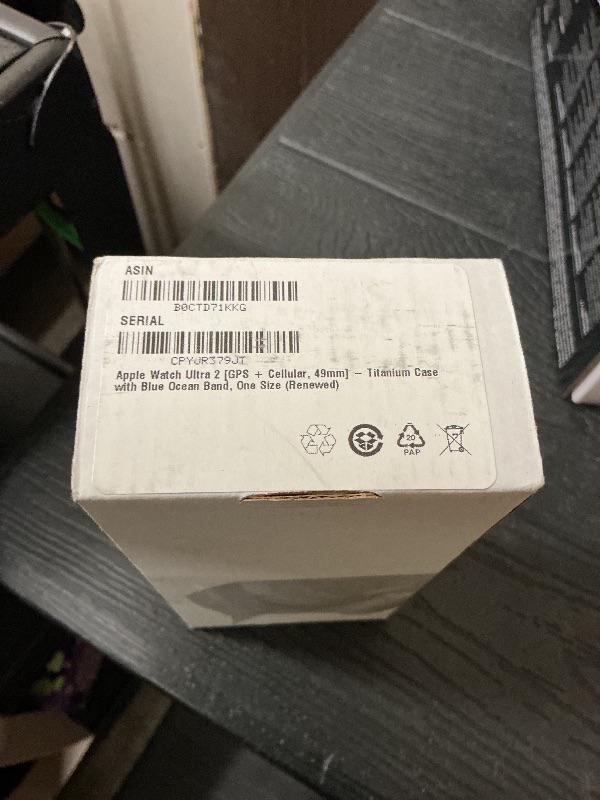 ASIN
B0CTD71KKG
SERIAL
CPYJR379JT
Apple Watch Ultra 2 [GPS + Cellular, 49mm] – Titanium Case
with Blue Ocean Band, One Size (Renewed)
20
PAP